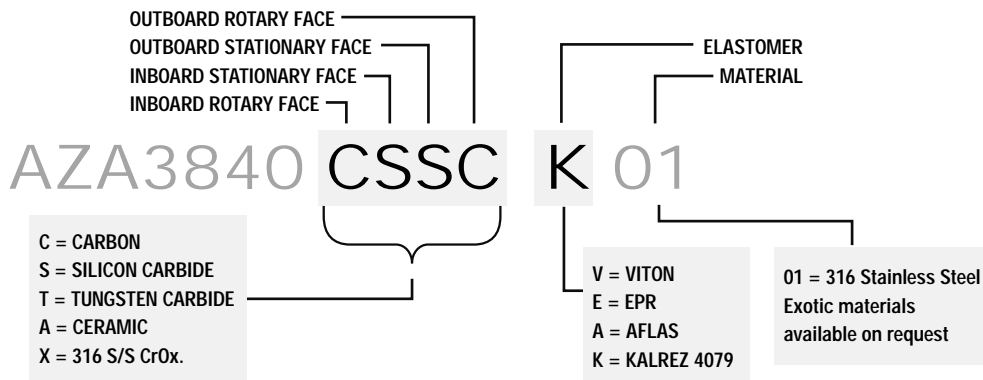 OUTBOARD ROTARY FACE
OUTBOARD STATIONARY FACE
INBOARD STATIONARY FACE
INBOARD ROTARY FACE
ELASTOMER
MATERIAL
AZA3840 CSSC K 01
C = CARBON
S = SILICON CARBIDE
T = TUNGSTEN CARBIDE
A = CERAMIC
X = 316 S/S CrOx.
V = VITON
E = EPR
A = AFLAS
K = KALREZ 4079
01 = 316 Stainless Steel
Exotic materials
available on request